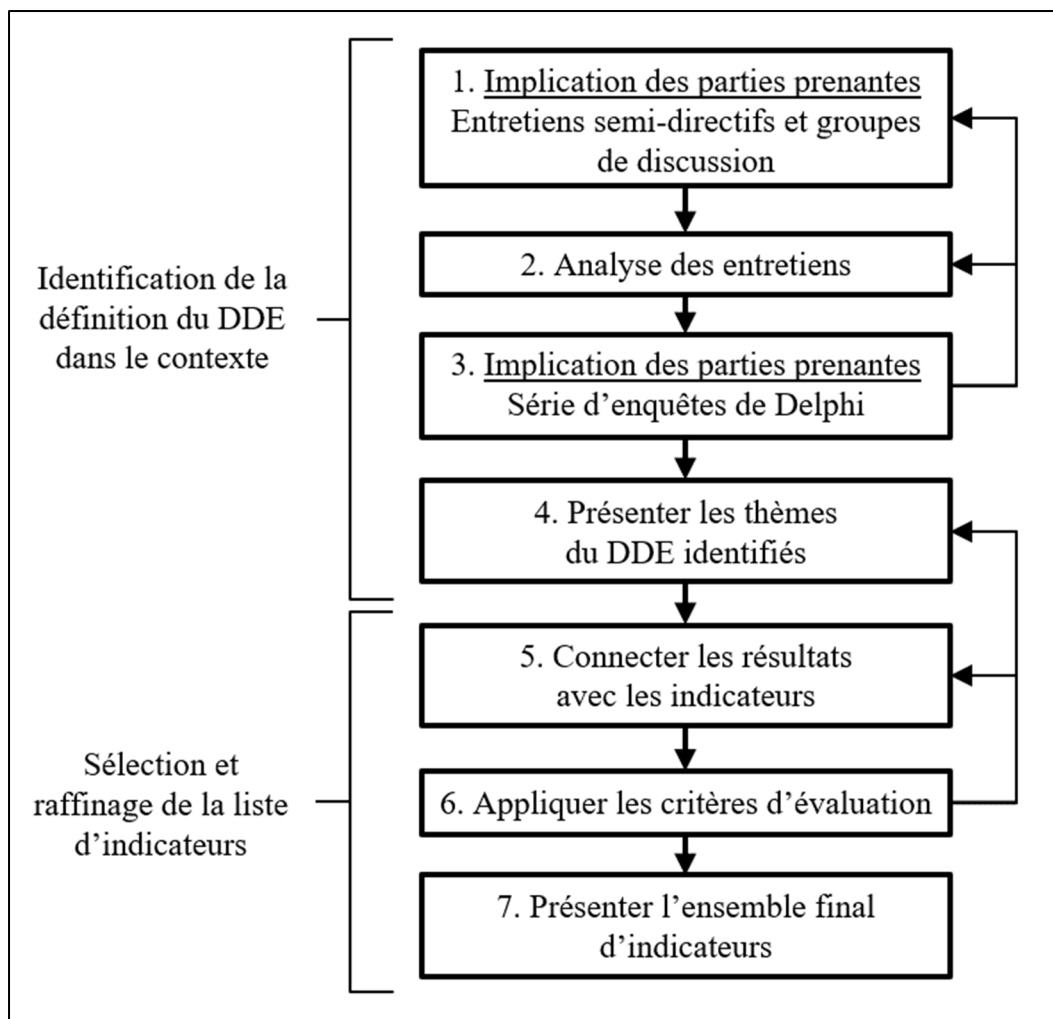 1. Implication des parties prenantes
Entretiens semi-directifs et groupes
de discussion
2. Analyse des entretiens
Identification de la
définition du DDE
dans le contexte
3. Implication des parties prenantes
Série d’enquêtes de Delphi
4. Présenter les thèmes
du DDE identifiés
5. Connecter les résultats
avec les indicateurs
Sélection et
raffinage de la liste
d’indicateurs
6. Appliquer les critères d’évaluation
7. Présenter l’ensemble final
d’indicateurs